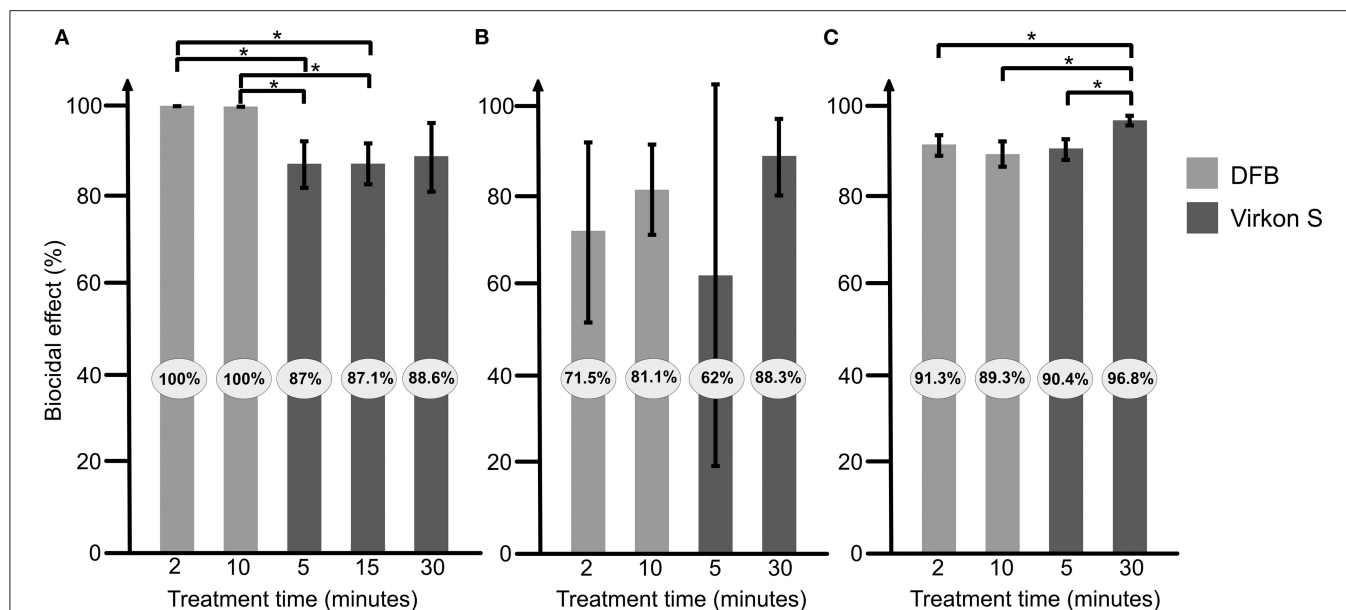 A
B
C
* * * *
* * *
Biocidal effect (%)
100
80
60
40
20
0
100% 100% 87% 87.1% 88.6%
2 10 5 15 30
Treatment time (minutes)
100
80
60
40
20
0
71.5% 81.1% 62% 88.3%
2 10 5 30
Treatment time (minutes)
100
80
60
40
20
0
91.3% 89.3% 90.4% 96.8%
2 10 5 30
Treatment time (minutes)
DFB
Virkon S